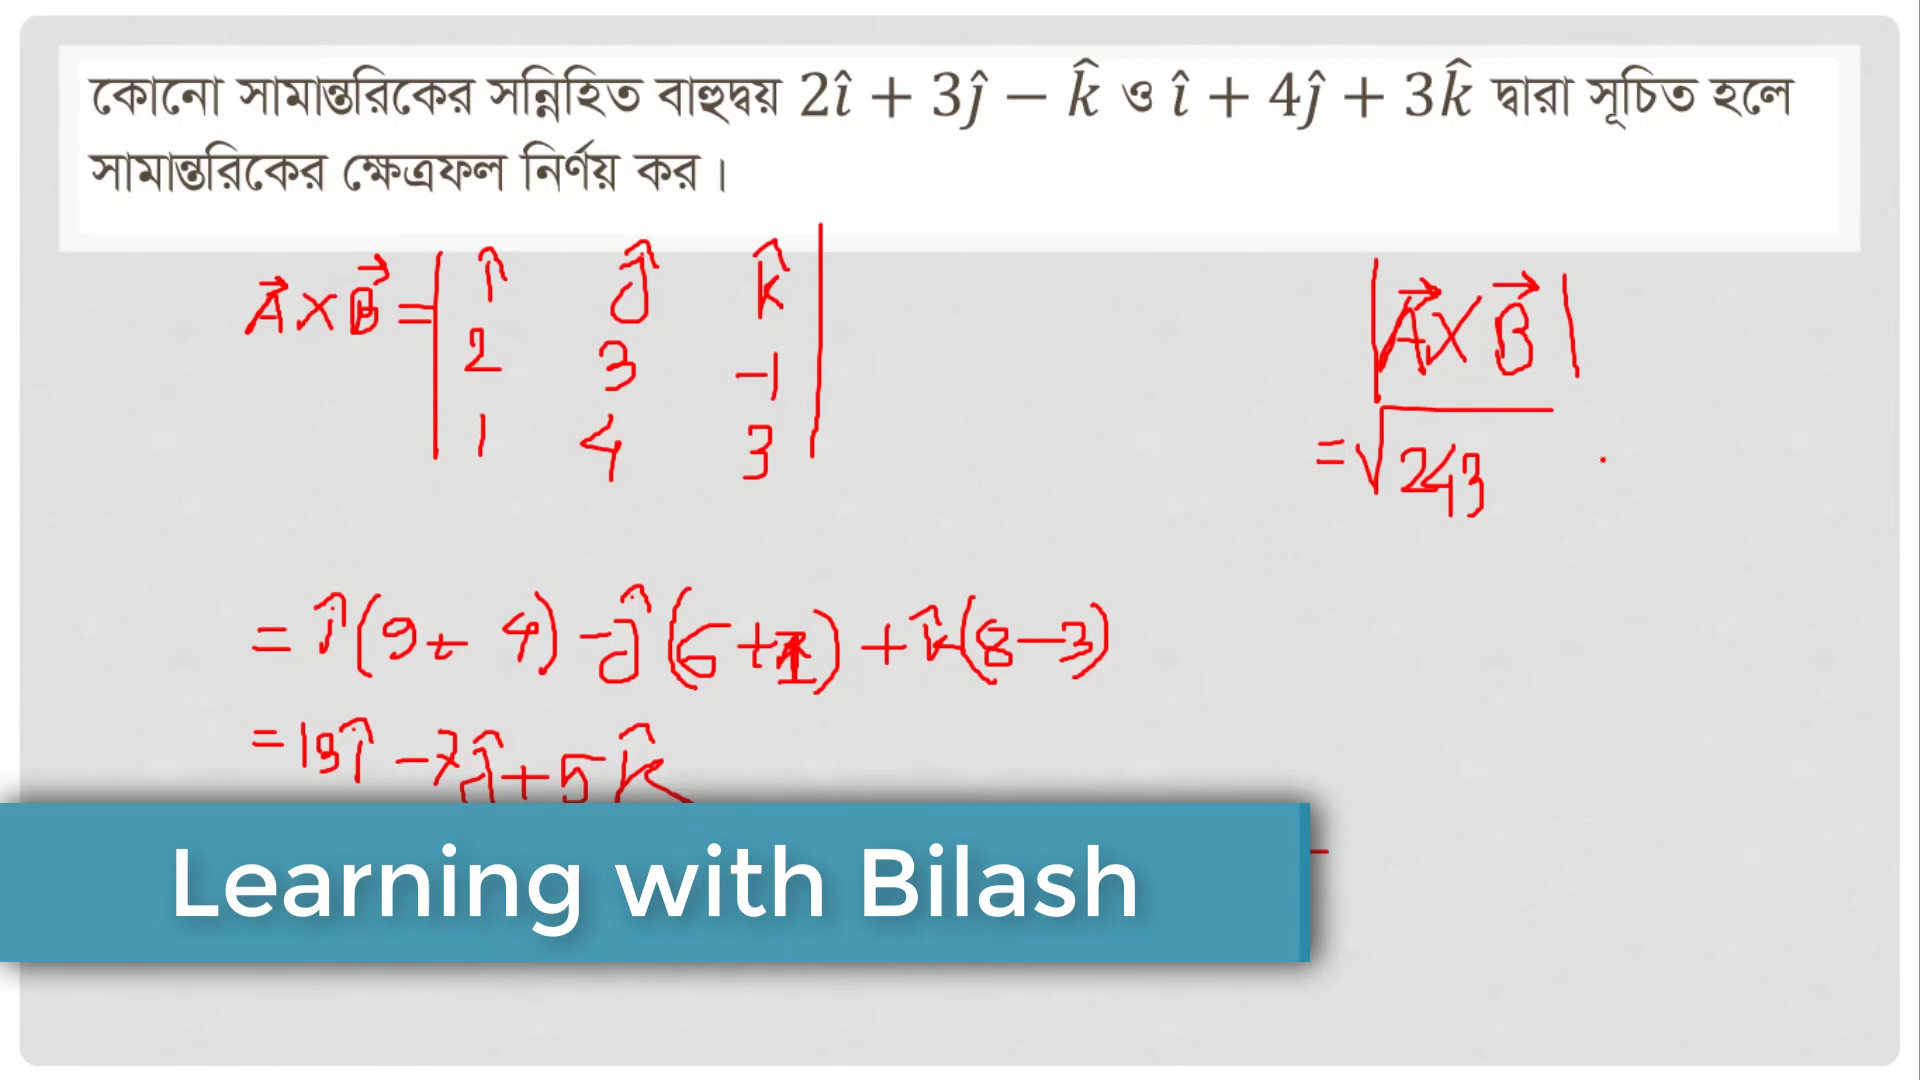 কোনো সামান্তরিকের সন্নিহিত বাহুদ্বয় 2î + 3ĵ − k̂ ও î + 4ĵ + 3k̂ দ্বারা সূচিত হলে
সামান্তরিকের ক্ষেত্রফল নির্ণয় কর।
A⃗ × B⃗ = | î ĵ k̂ |
2 3 -1
1 4 3
|A⃗ × B⃗|
= √243
= î(9 + 4) - ĵ(6 + 1) + k̂(8 - 3)
= 13î - 7ĵ + 5k̂
Learning with Bilash